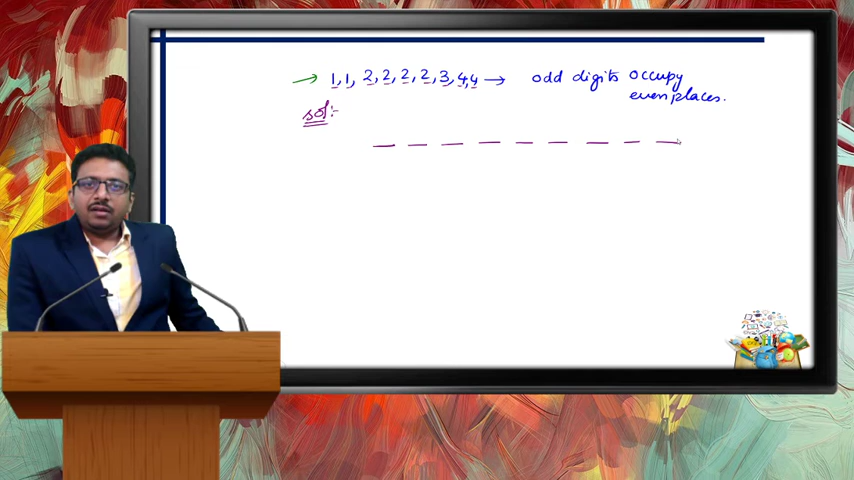 → 1,1, 2,2,2,2,3,4,4 → odd digits occupy
even places.
sol:-